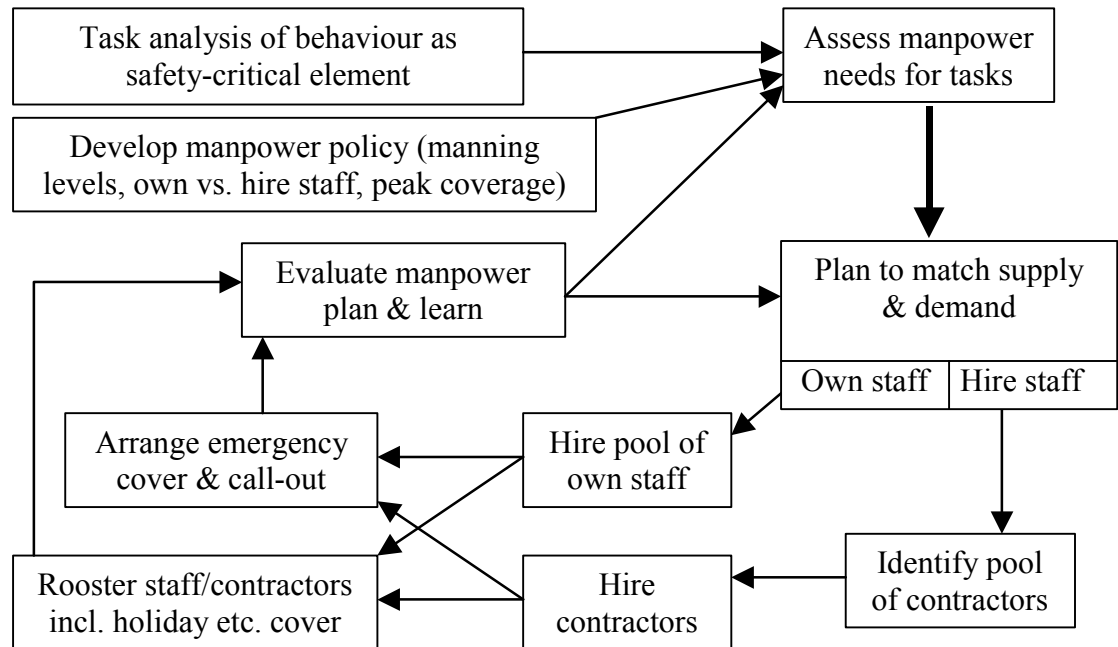 Task analysis of behaviour as
safety-critical element
Assess manpower
needs for tasks
Develop manpower policy (manning
levels, own vs. hire staff, peak coverage)
Evaluate manpower
plan & learn
Plan to match supply
& demand
Own staff
Hire staff
Arrange emergency
cover & call-out
Hire pool of
own staff
Rooster staff/contractors
incl. holiday etc. cover
Hire
contractors
Identify pool
of contractors